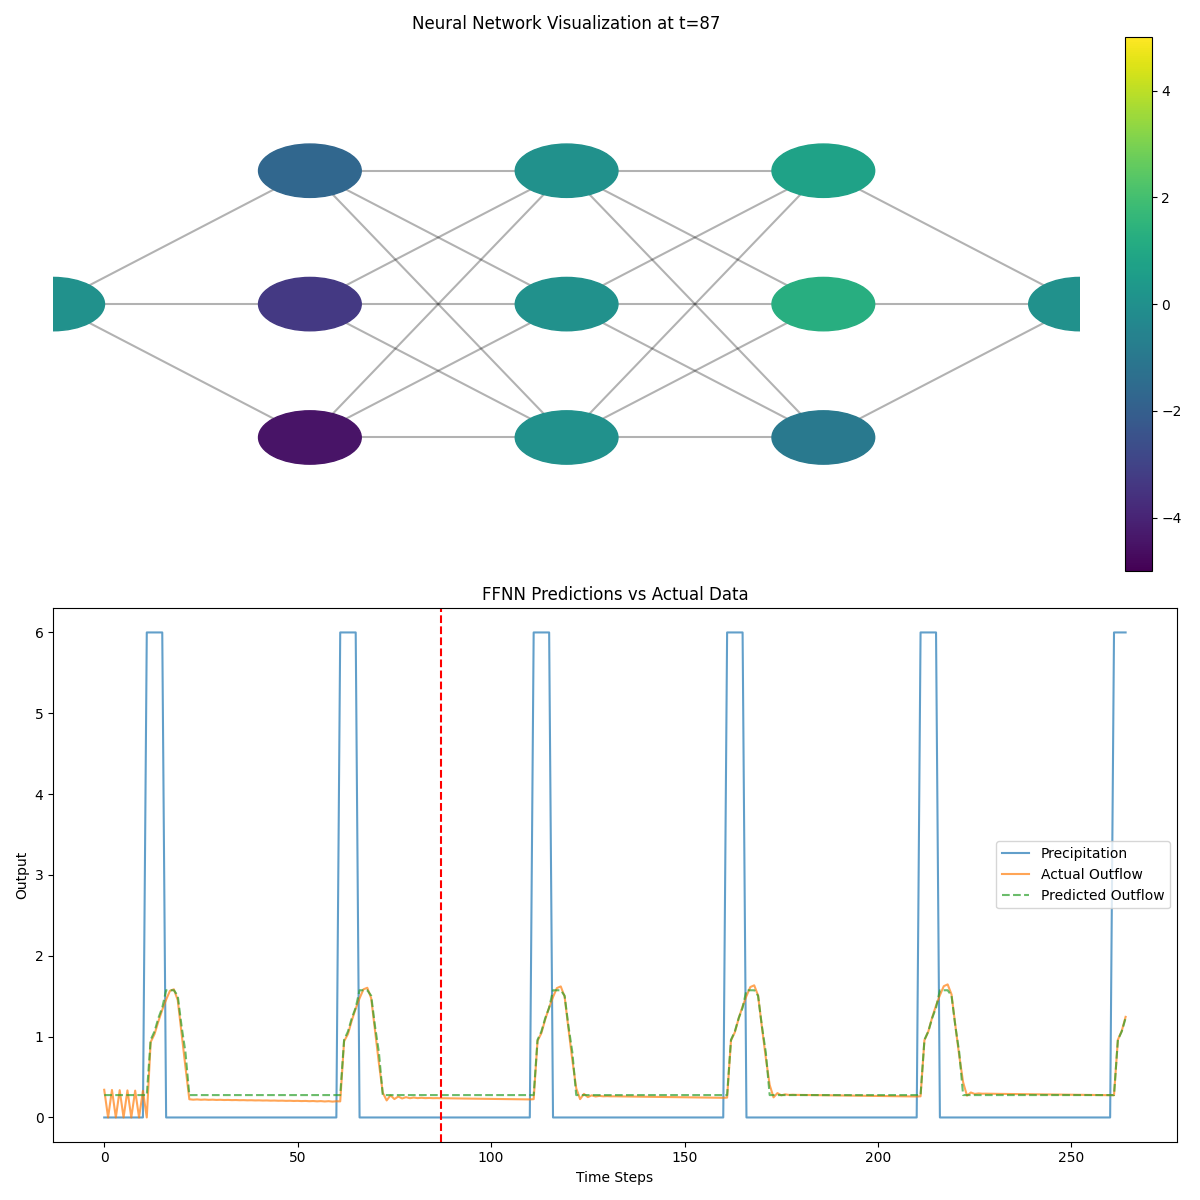 Neural Network Visualization at t=87
4
2
0
−2
−4
FFNN Predictions vs Actual Data
6
5
4
3
2
1
0
Output
Precipitation
Actual Outflow
Predicted Outflow
0 50 100 150 200 250
Time Steps